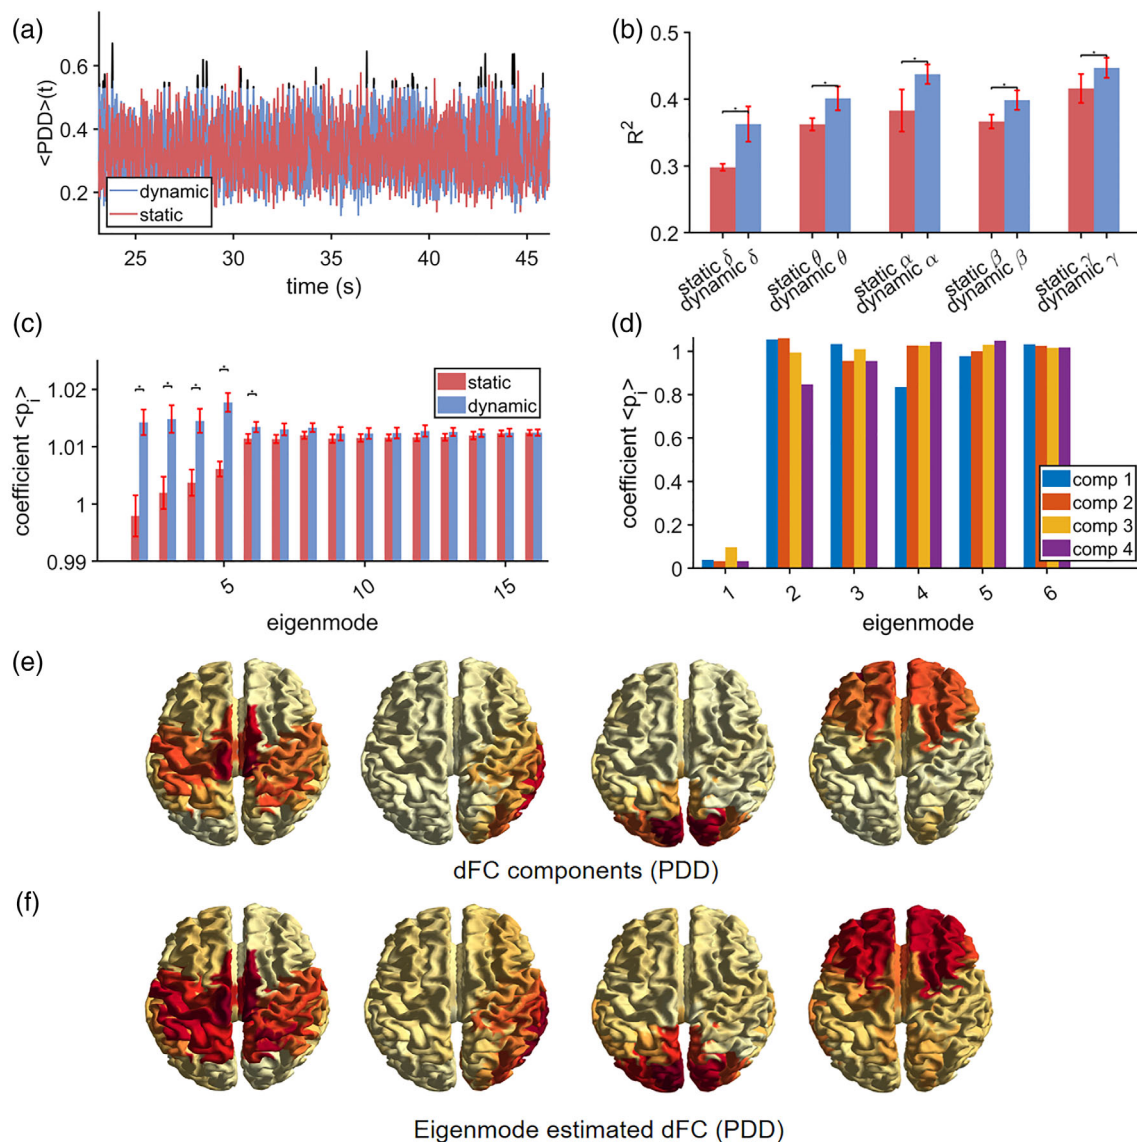 (a)
<PDD>(t)
0.6
0.4
0.2
dynamic
static
25 30 35 40 45
time (s)
(b)
R²
0.5
0.4
0.3
0.2
static δ
dynamic δ
static θ
dynamic θ
static α
dynamic α
static β
dynamic β
static γ
dynamic γ
(c)
coefficient <pᵢ>
1.02
1.01
1
0.99
static
dynamic
5 10 15
eigenmode
(d)
coefficient <pᵢ>
1
0.8
0.6
0.4
0.2
0
comp 1
comp 2
comp 3
comp 4
1 2 3 4 5 6
eigenmode
(e)
dFC components (PDD)
(f)
Eigenmode estimated dFC (PDD)